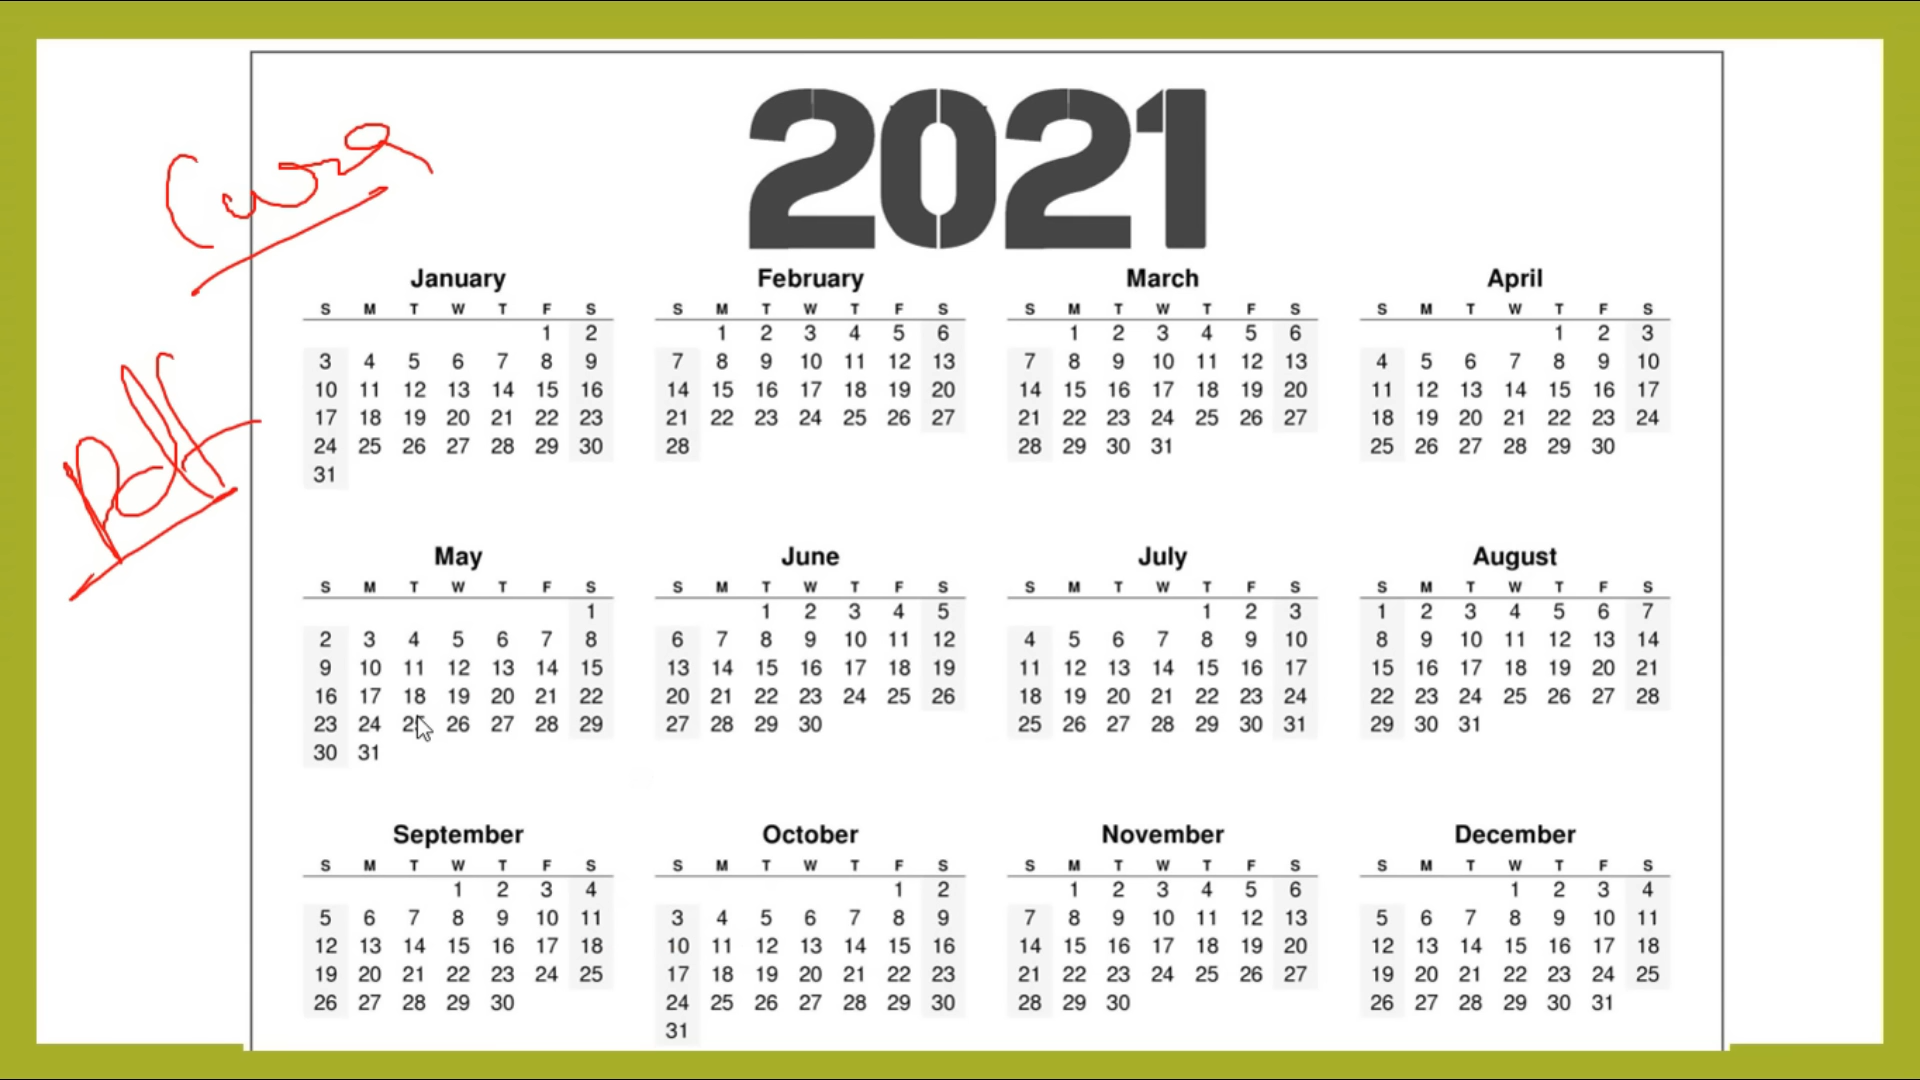 2021
January
S M T W T F S
1 2
3 4 5 6 7 8 9
10 11 12 13 14 15 16
17 18 19 20 21 22 23
24 25 26 27 28 29 30
31
February
S M T W T F S
1 2 3 4 5 6
7 8 9 10 11 12 13
14 15 16 17 18 19 20
21 22 23 24 25 26 27
28
March
S M T W T F S
1 2 3 4 5 6
7 8 9 10 11 12 13
14 15 16 17 18 19 20
21 22 23 24 25 26 27
28 29 30 31
April
S M T W T F S
1 2 3
4 5 6 7 8 9 10
11 12 13 14 15 16 17
18 19 20 21 22 23 24
25 26 27 28 29 30
May
S M T W T F S
1
2 3 4 5 6 7 8
9 10 11 12 13 14 15
16 17 18 19 20 21 22
23 24 25 26 27 28 29
30 31
June
S M T W T F S
1 2 3 4 5
6 7 8 9 10 11 12
13 14 15 16 17 18 19
20 21 22 23 24 25 26
27 28 29 30
July
S M T W T F S
1 2 3
4 5 6 7 8 9 10
11 12 13 14 15 16 17
18 19 20 21 22 23 24
25 26 27 28 29 30 31
August
S M T W T F S
1 2 3 4 5 6 7
8 9 10 11 12 13 14
15 16 17 18 19 20 21
22 23 24 25 26 27 28
29 30 31
September
S M T W T F S
1 2 3 4
5 6 7 8 9 10 11
12 13 14 15 16 17 18
19 20 21 22 23 24 25
26 27 28 29 30
October
S M T W T F S
1 2
3 4 5 6 7 8 9
10 11 12 13 14 15 16
17 18 19 20 21 22 23
24 25 26 27 28 29 30
31
November
S M T W T F S
1 2 3 4 5 6
7 8 9 10 11 12 13
14 15 16 17 18 19 20
21 22 23 24 25 26 27
28 29 30
December
S M T W T F S
1 2 3 4
5 6 7 8 9 10 11
12 13 14 15 16 17 18
19 20 21 22 23 24 25
26 27 28 29 30 31